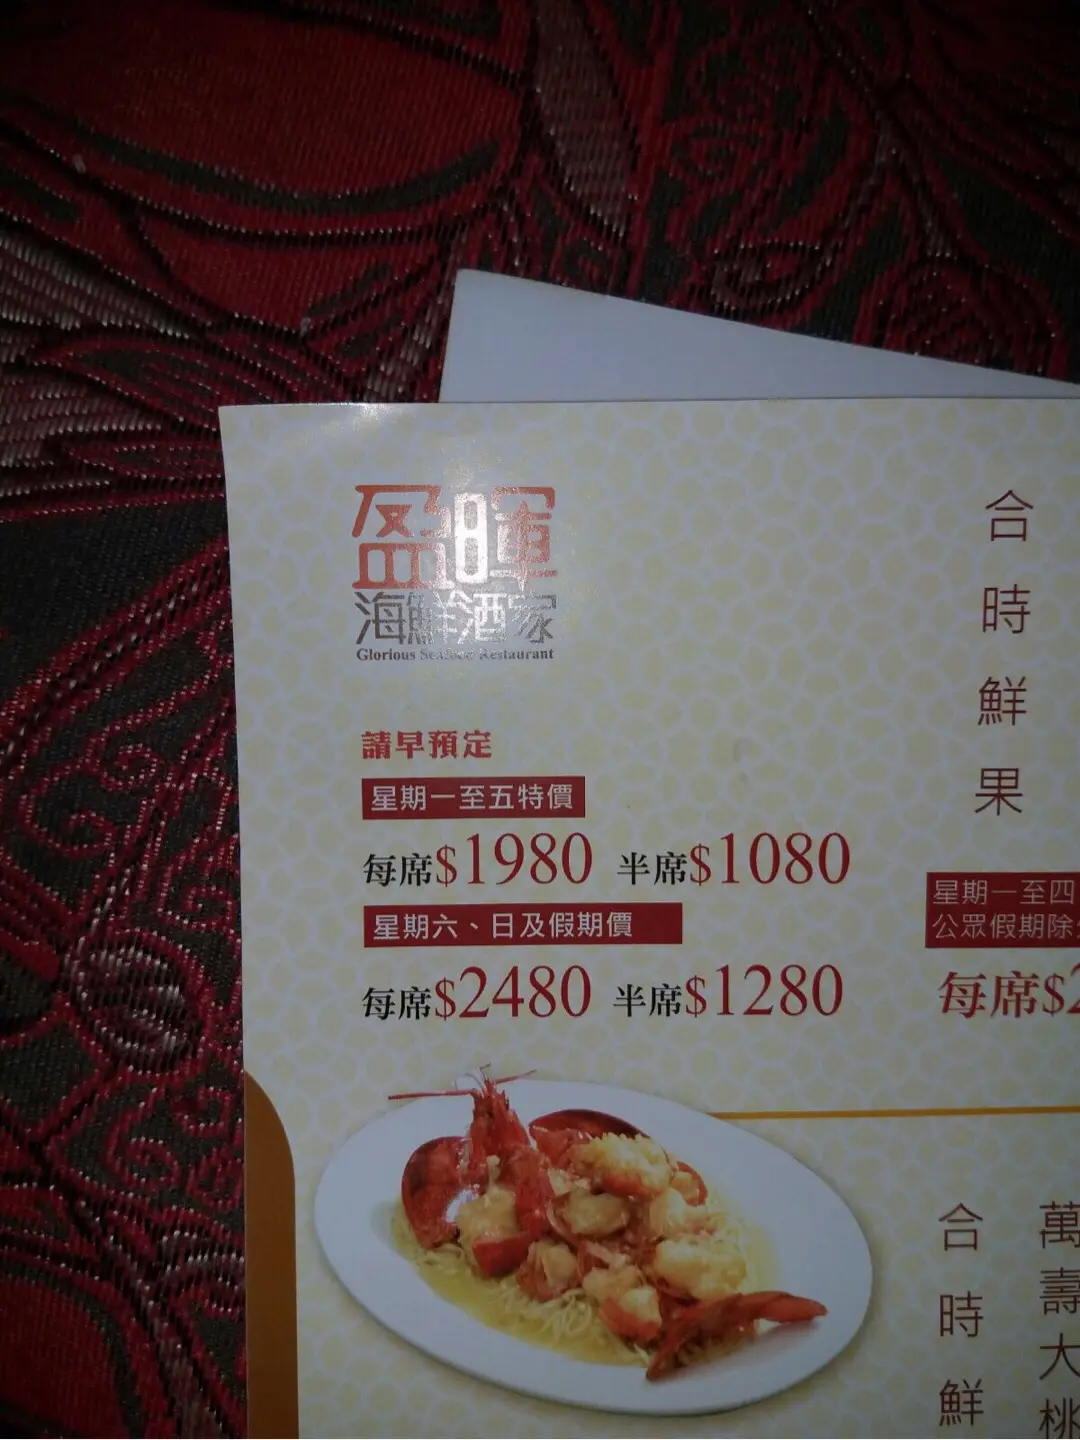 盈暉
海鮮酒家
Glorious Seafood Restaurant
請早預定
星期一至五特價
每席$1980 半席$1080
星期六、日及假期價
每席$2480 半席$1280
合時鮮果
星期一至四
公眾假期除
每席$2
合時鮮
萬壽大桃